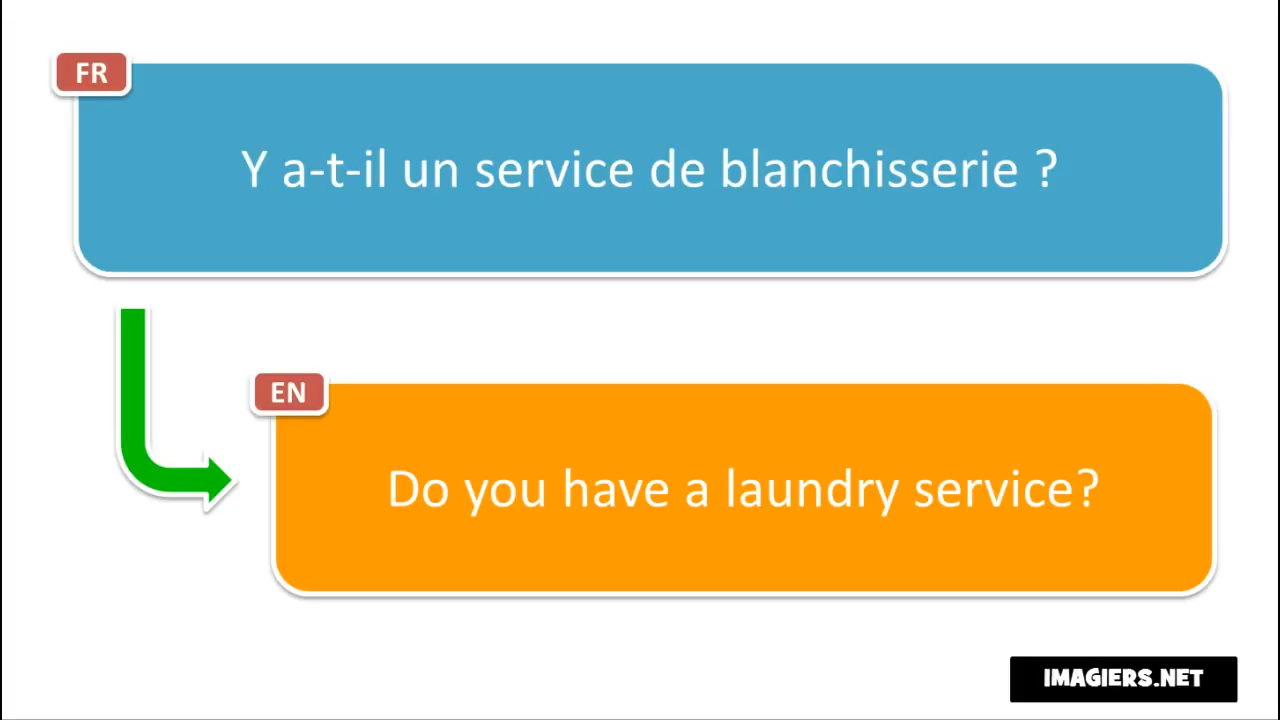 FR
Y a-t-il un service de blanchisserie ?
EN
Do you have a laundry service?
IMAGIERS.NET